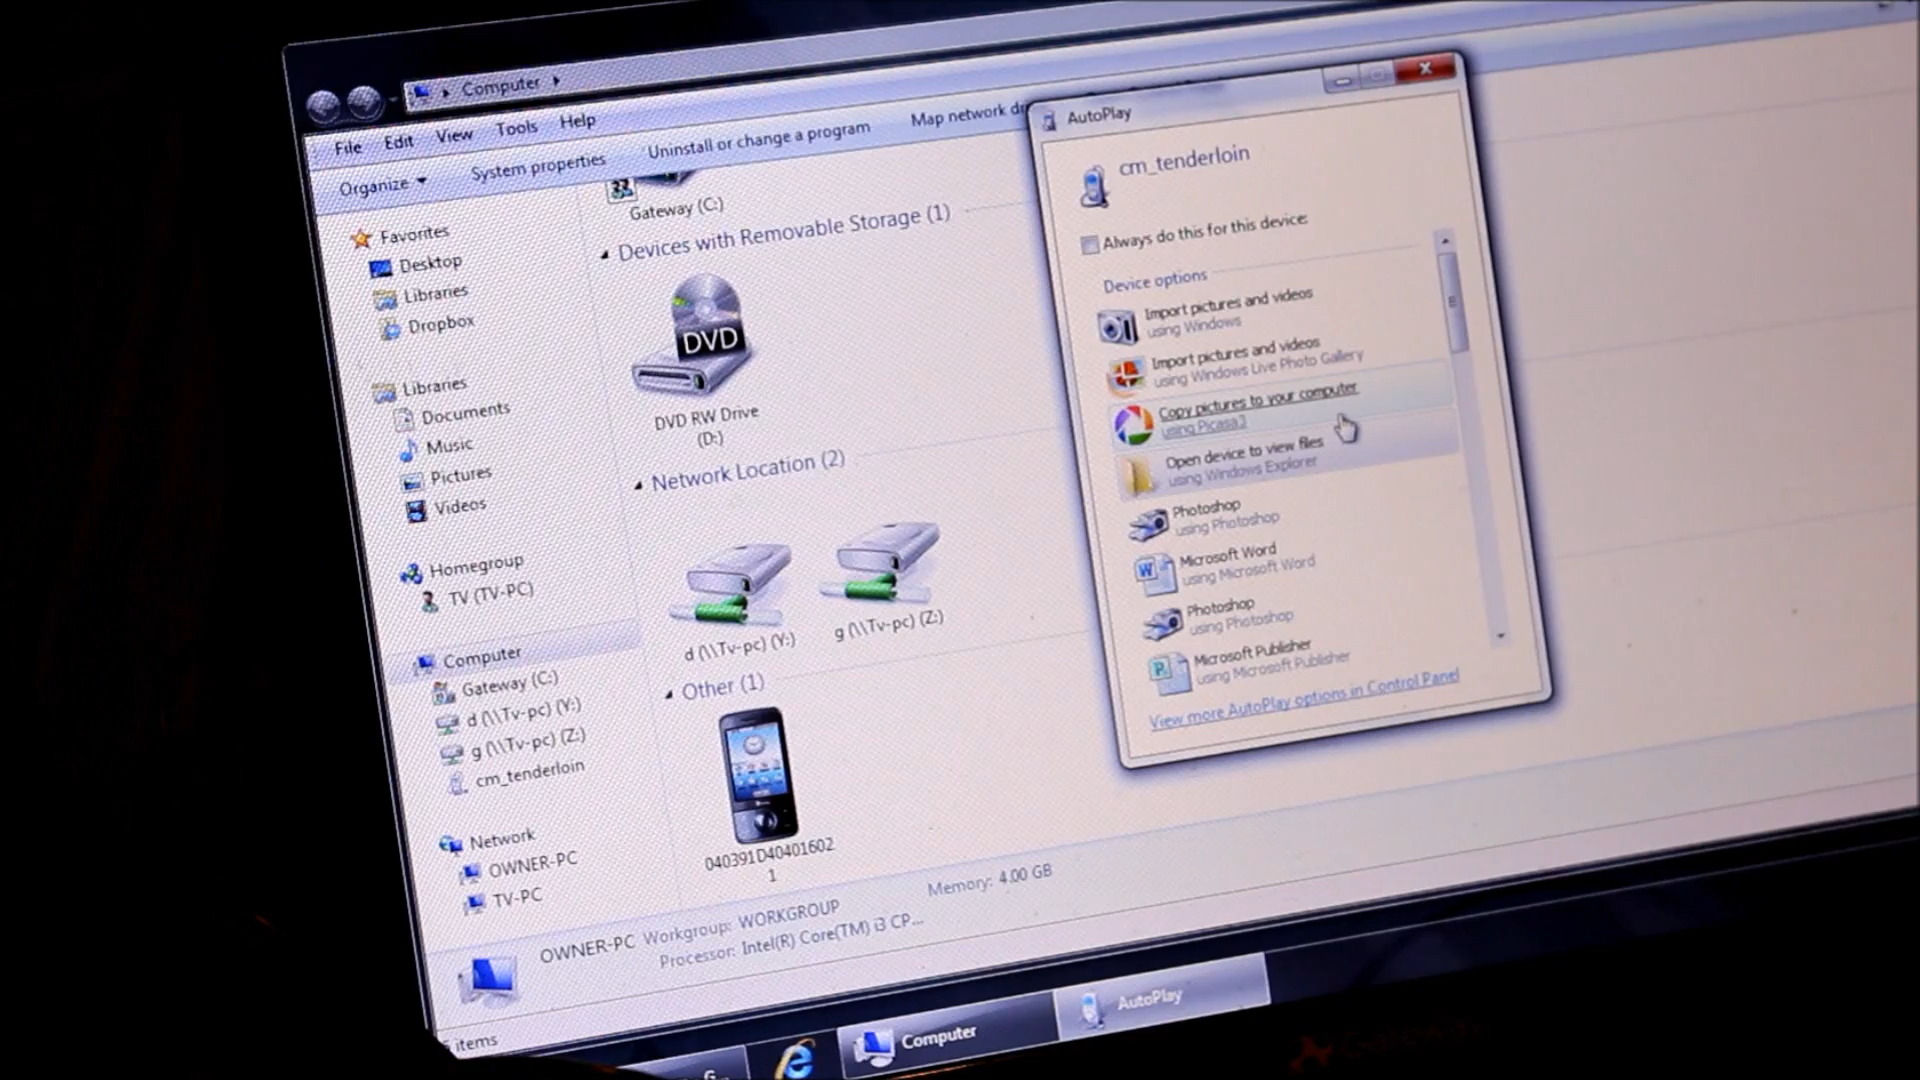 Computer
File Edit View Tools Help
Organize System properties Uninstall or change a program Map network
Favorites
Desktop
Libraries
Dropbox
Libraries
Documents
Music
Pictures
Videos
Homegroup
TV (TV-PC)
Computer
Gateway (C:)
d (\\Tv-pc) (Y:)
g (\\Tv-pc) (Z:)
cm_tenderloin
Network
OWNER-PC
TV-PC
Gateway (C:)
Devices with Removable Storage (1)
DVD
DVD RW Drive
(D:)
Network Location (2)
d (\\Tv-pc) (Y:)
g (\\Tv-pc) (Z:)
Other (1)
040391D40401602
1
OWNER-PC Workgroup: WORKGROUP Memory: 4.00 GB
Processor: Intel(R) Core(TM) i3 CP...
items
AutoPlay
cm_tenderloin
Always do this for this device:
Device options
Import pictures and videos
using Windows
Import pictures and videos
using Windows Live Photo Gallery
Copy pictures to your computer
using Picasa3
Open device to view files
using Windows Explorer
Photoshop
using Photoshop
Microsoft Word
using Microsoft Word
Photoshop
using Photoshop
Microsoft Publisher
using Microsoft Publisher
View more AutoPlay options in Control Panel
Computer
AutoPlay